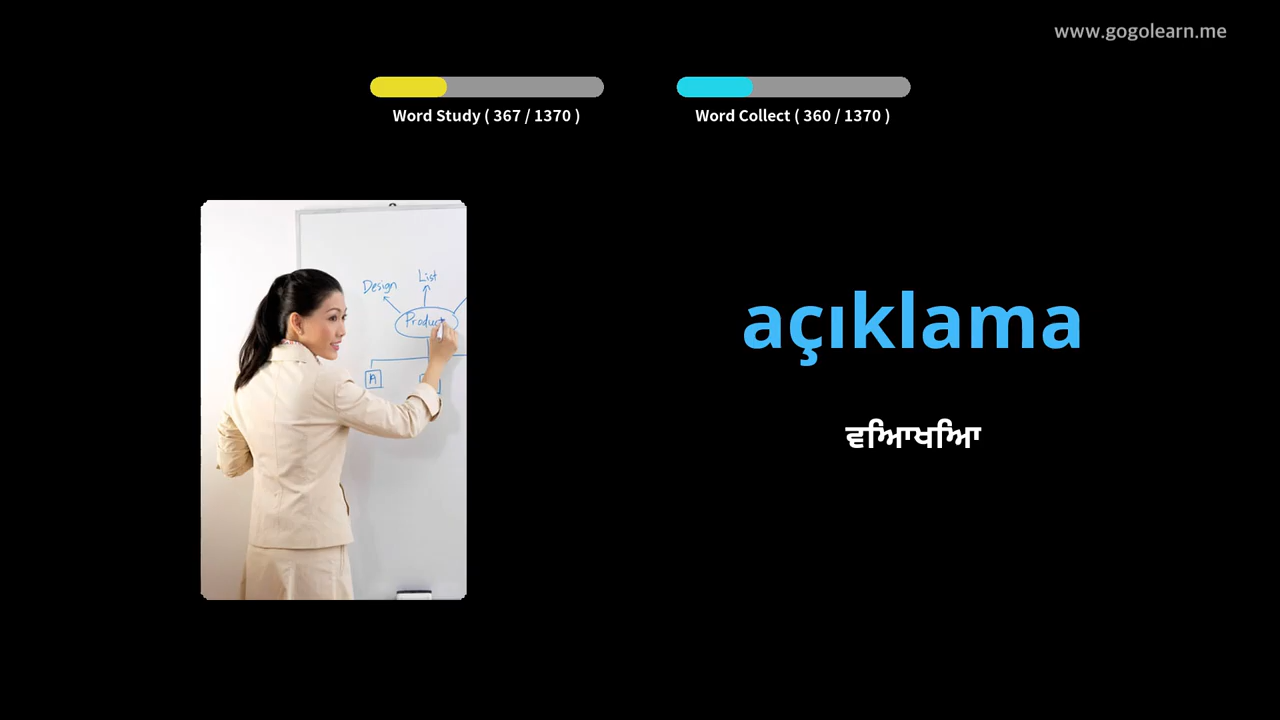 www.gogolearn.me
Word Study ( 367 / 1370 )
Word Collect ( 360 / 1370 )
Design
List
Product
A
açıklama
ਵਿਆਖਿਆ